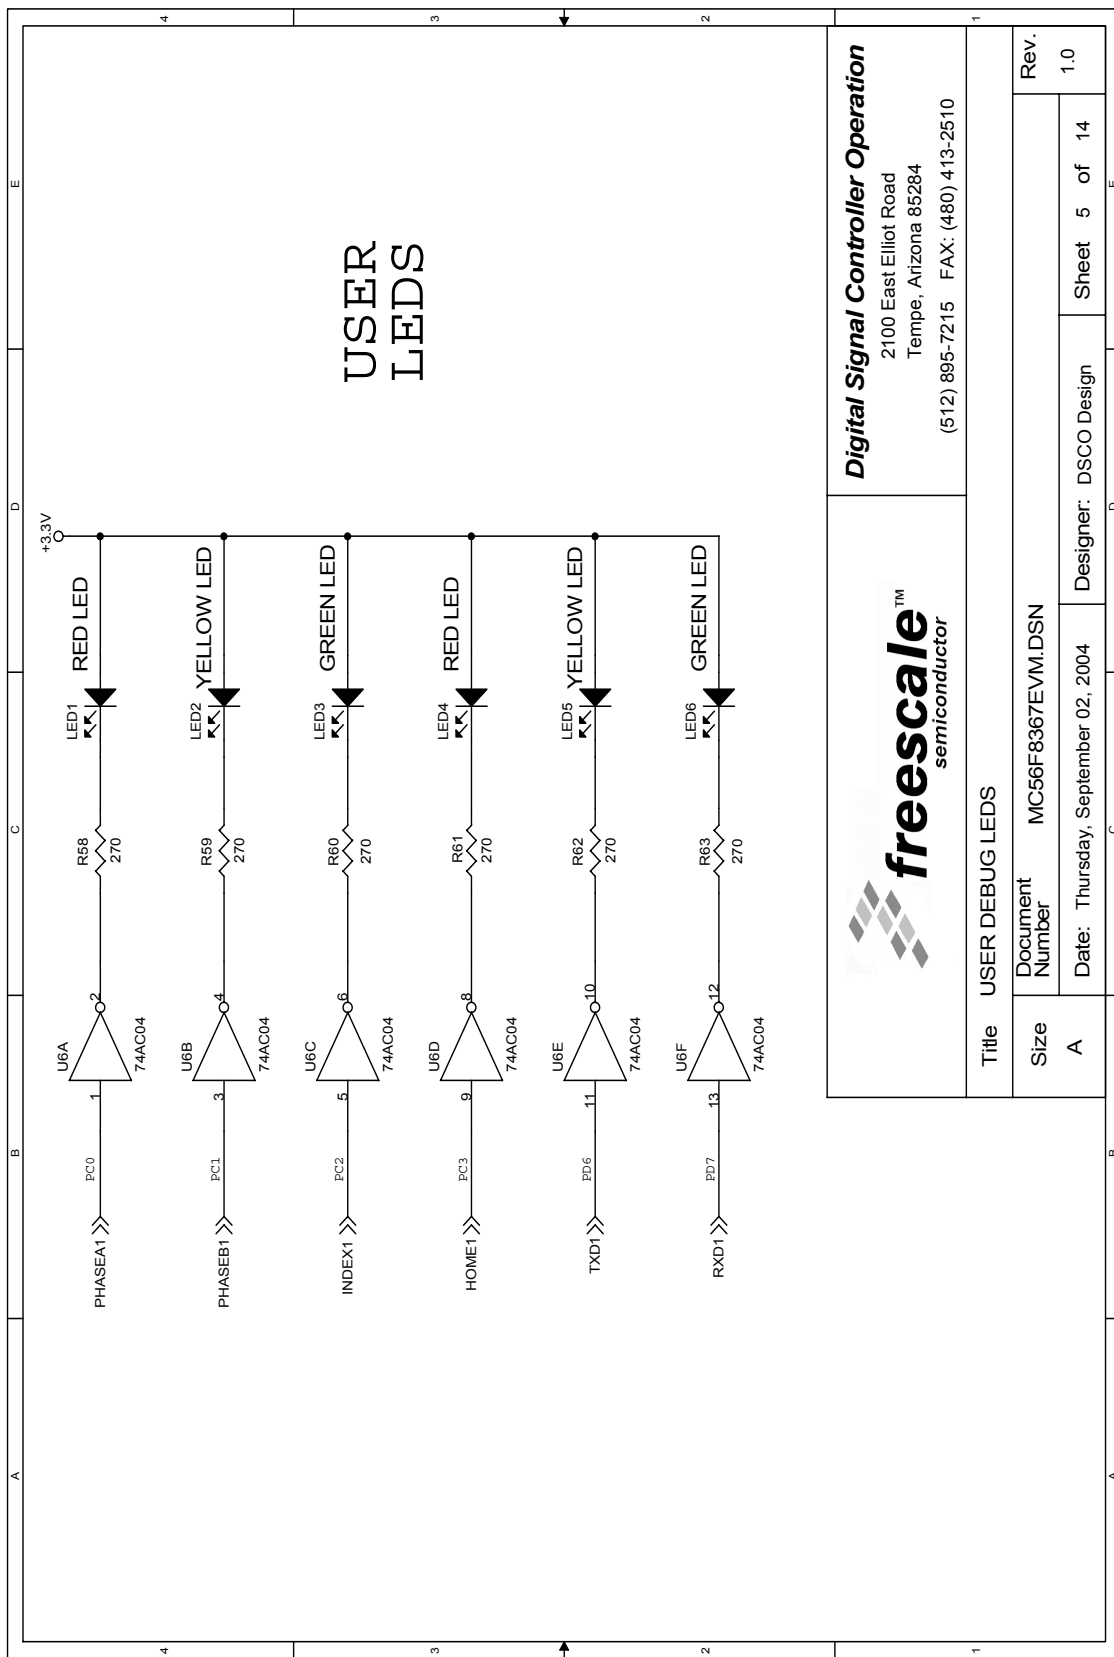 A
B
C
D
E
4
3
2
1
+3.3V
PHASEA1
PC0
1
U6A
2
74AC04
R58
270
LED1
RED LED
PHASEB1
PC1
3
U6B
4
74AC04
R59
270
LED2
YELLOW LED
INDEX1
PC2
5
U6C
6
74AC04
R60
270
LED3
GREEN LED
HOME1
PC3
9
U6D
8
74AC04
R61
270
LED4
RED LED
TXD1
PD6
11
U6E
10
74AC04
R62
270
LED5
YELLOW LED
RXD1
PD7
13
U6F
12
74AC04
R63
270
LED6
GREEN LED
USER
LEDS
freescale™
semiconductor
Digital Signal Controller Operation
2100 East Elliot Road
Tempe, Arizona 85284
(512) 895-7215 FAX: (480) 413-2510
Title USER DEBUG LEDS
Size
A
Document
Number
MC56F8367EVM.DSN
Rev.
1.0
Date: Thursday, September 02, 2004
Designer: DSCO Design
Sheet 5 of 14
4
3
2
1
A
B
C
D
E